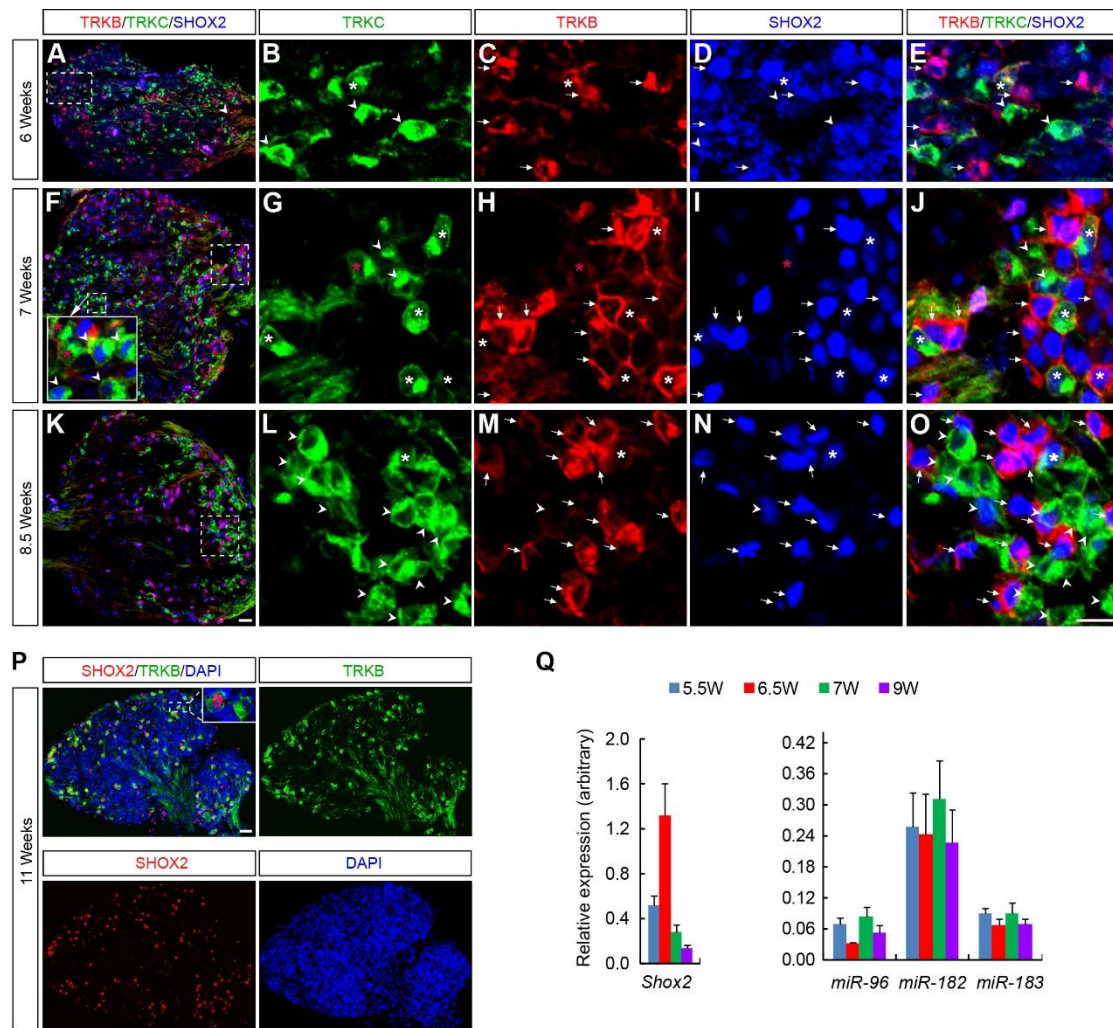 TRKB/TRKC/SHOX2 TRKC TRKB SHOX2 TRKB/TRKC/SHOX2
6 Weeks
A B C D E
7 Weeks
F G H I J
8.5 Weeks
K L M N O
P
SHOX2/TRKB/DAPI TRKB
11 Weeks
SHOX2 DAPI
Q
5.5W 6.5W 7W 9W
Relative expression (arbitrary)
2.0
1.6
1.2
0.8
0.4
0.0
Shox2
0.42
0.36
0.30
0.24
0.18
0.12
0.06
0.00
miR-96 miR-182 miR-183